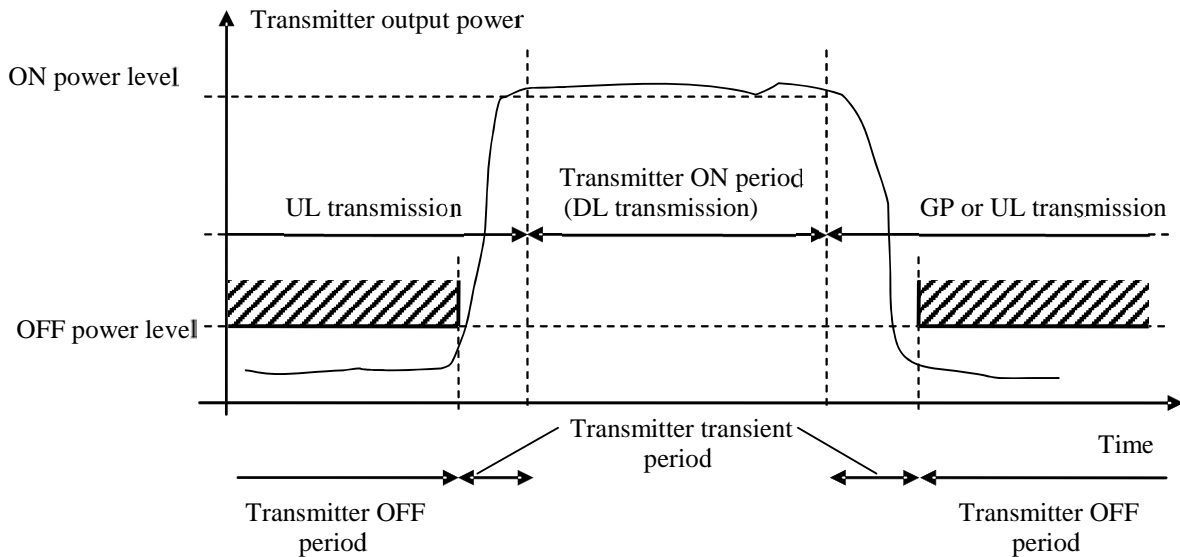 Transmitter output power
ON power level
Transmitter ON period
(DL transmission)
UL transmission
GP or UL transmission
OFF power level
Transmitter transient
period
Time
Transmitter OFF
period
Transmitter OFF
period